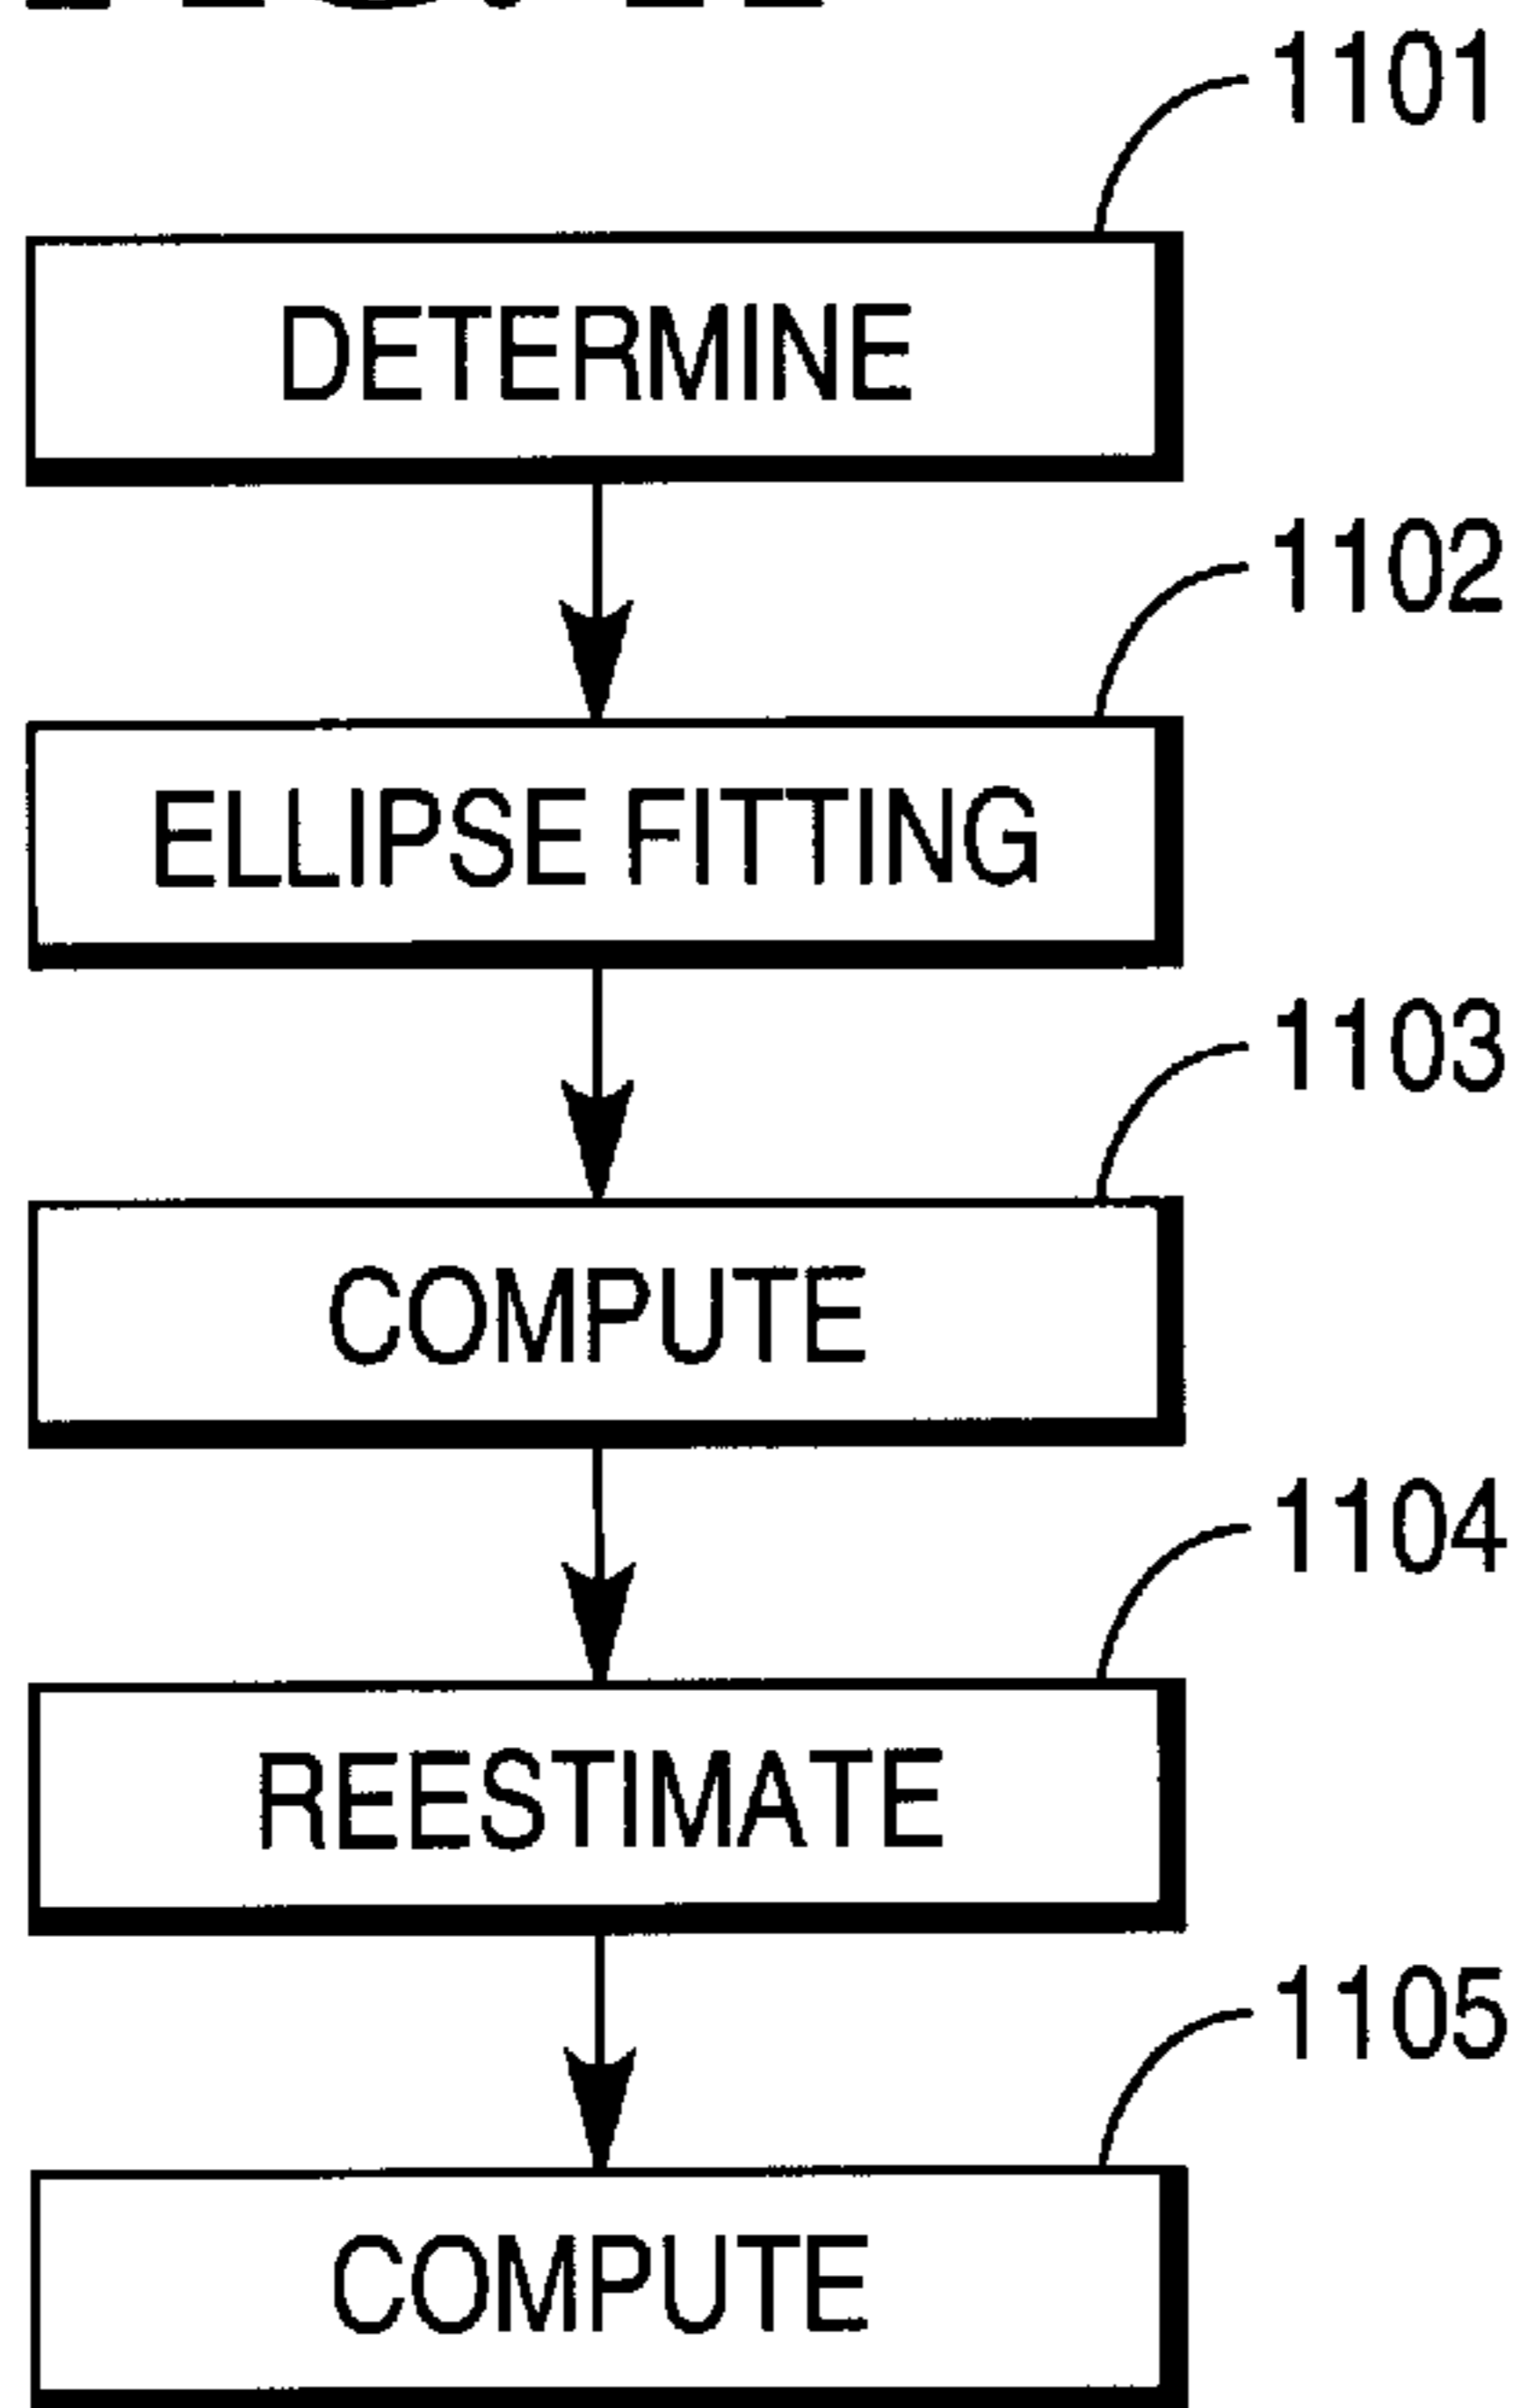 1101
DETERMINE
1102
ELLIPSE FITTING
1103
COMPUTE
1104
REESTIMATE
1105
COMPUTE